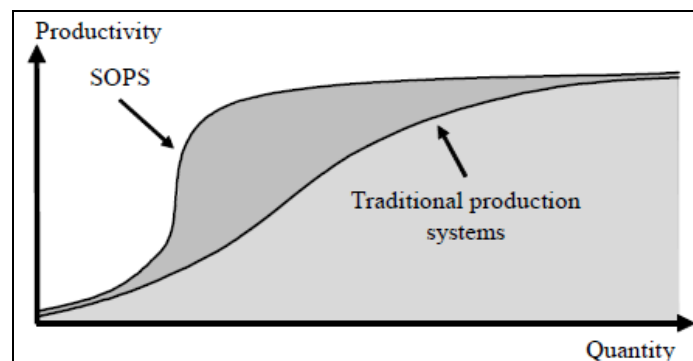 Productivity
SOPS
Traditional production
systems
Quantity